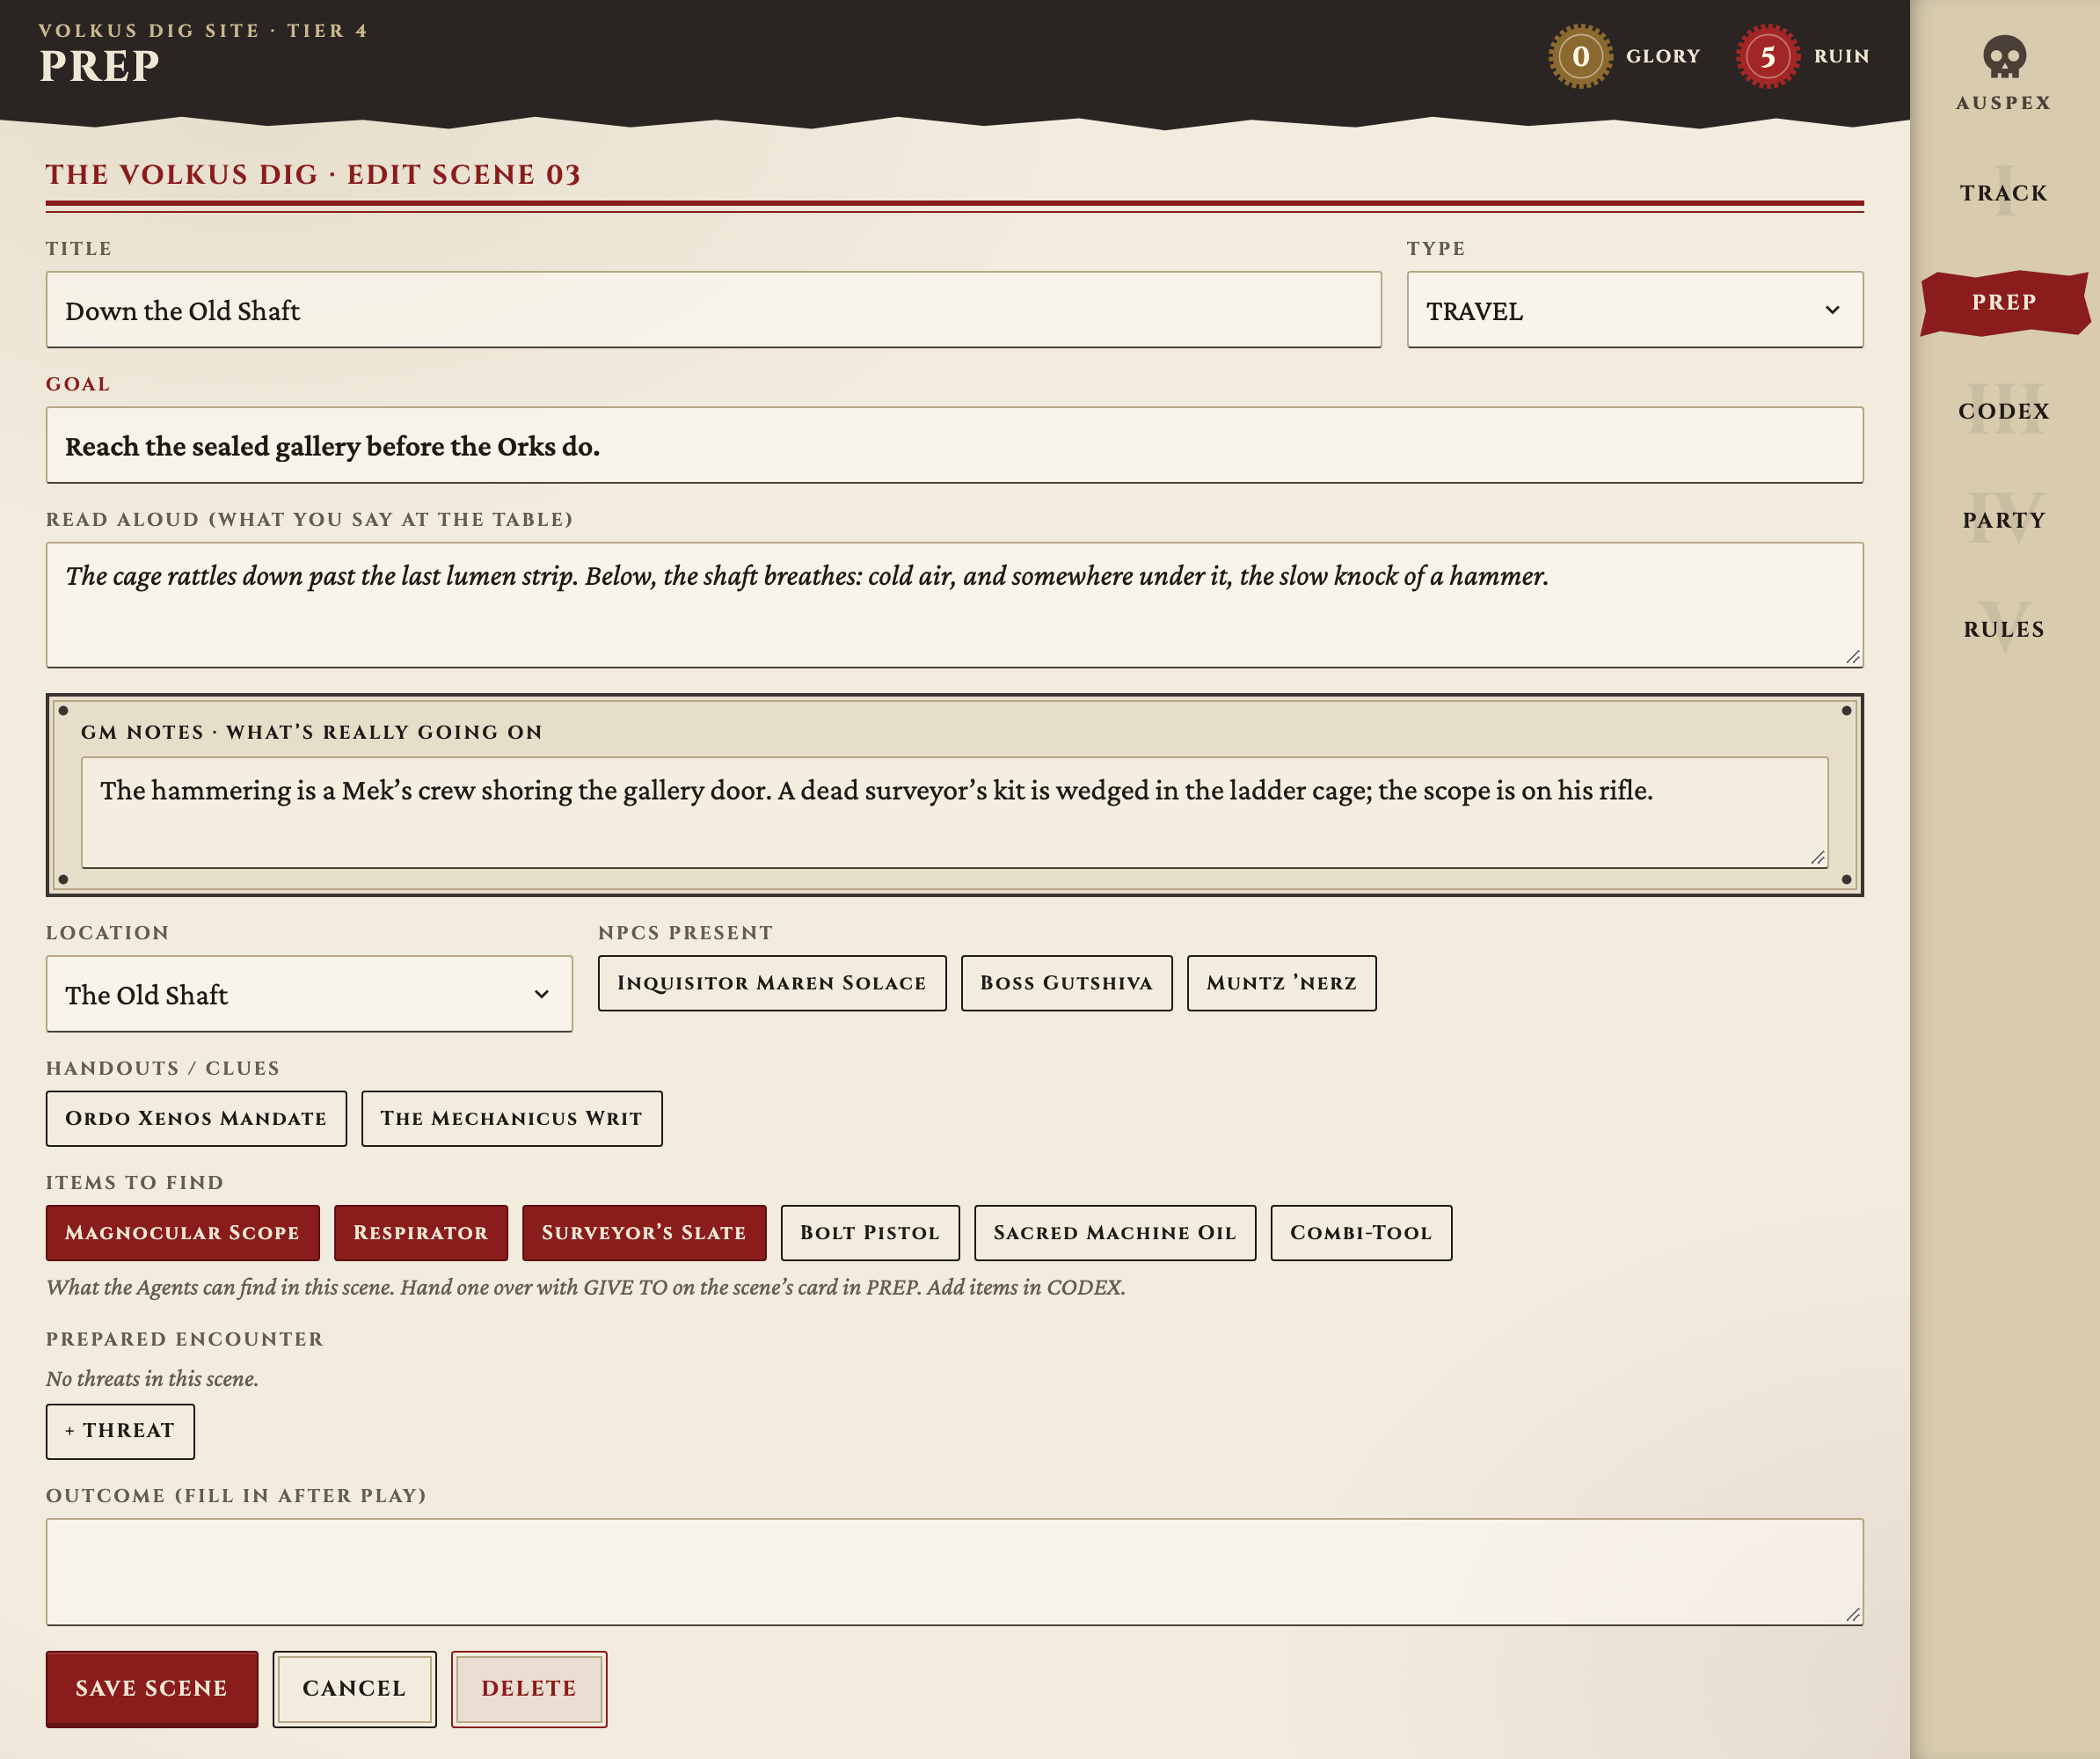 VOLKUS DIG SITE · TIER 4
PREP
0 GLORY
5 RUIN
AUSPEX
I
TRACK
PREP
III
CODEX
IV
PARTY
V
RULES
THE VOLKUS DIG · EDIT SCENE 03
TITLE
Down the Old Shaft
TYPE
TRAVEL
GOAL
Reach the sealed gallery before the Orks do.
READ ALOUD (WHAT YOU SAY AT THE TABLE)
The cage rattles down past the last lumen strip. Below, the shaft breathes: cold air, and somewhere under it, the slow knock of a hammer.
GM NOTES · WHAT’S REALLY GOING ON
The hammering is a Mek’s crew shoring the gallery door. A dead surveyor’s kit is wedged in the ladder cage; the scope is on his rifle.
LOCATION
The Old Shaft
NPCS PRESENT
INQUISITOR MAREN SOLACE
BOSS GUTSHIVA
MUNTZ ’NERZ
HANDOUTS / CLUES
ORDO XENOS MANDATE
THE MECHANICUS WRIT
ITEMS TO FIND
MAGNOCULAR SCOPE
RESPIRATOR
SURVEYOR’S SLATE
BOLT PISTOL
SACRED MACHINE OIL
COMBI-TOOL
What the Agents can find in this scene. Hand one over with GIVE TO on the scene’s card in PREP. Add items in CODEX.
PREPARED ENCOUNTER
No threats in this scene.
+ THREAT
OUTCOME (FILL IN AFTER PLAY)
SAVE SCENE
CANCEL
DELETE